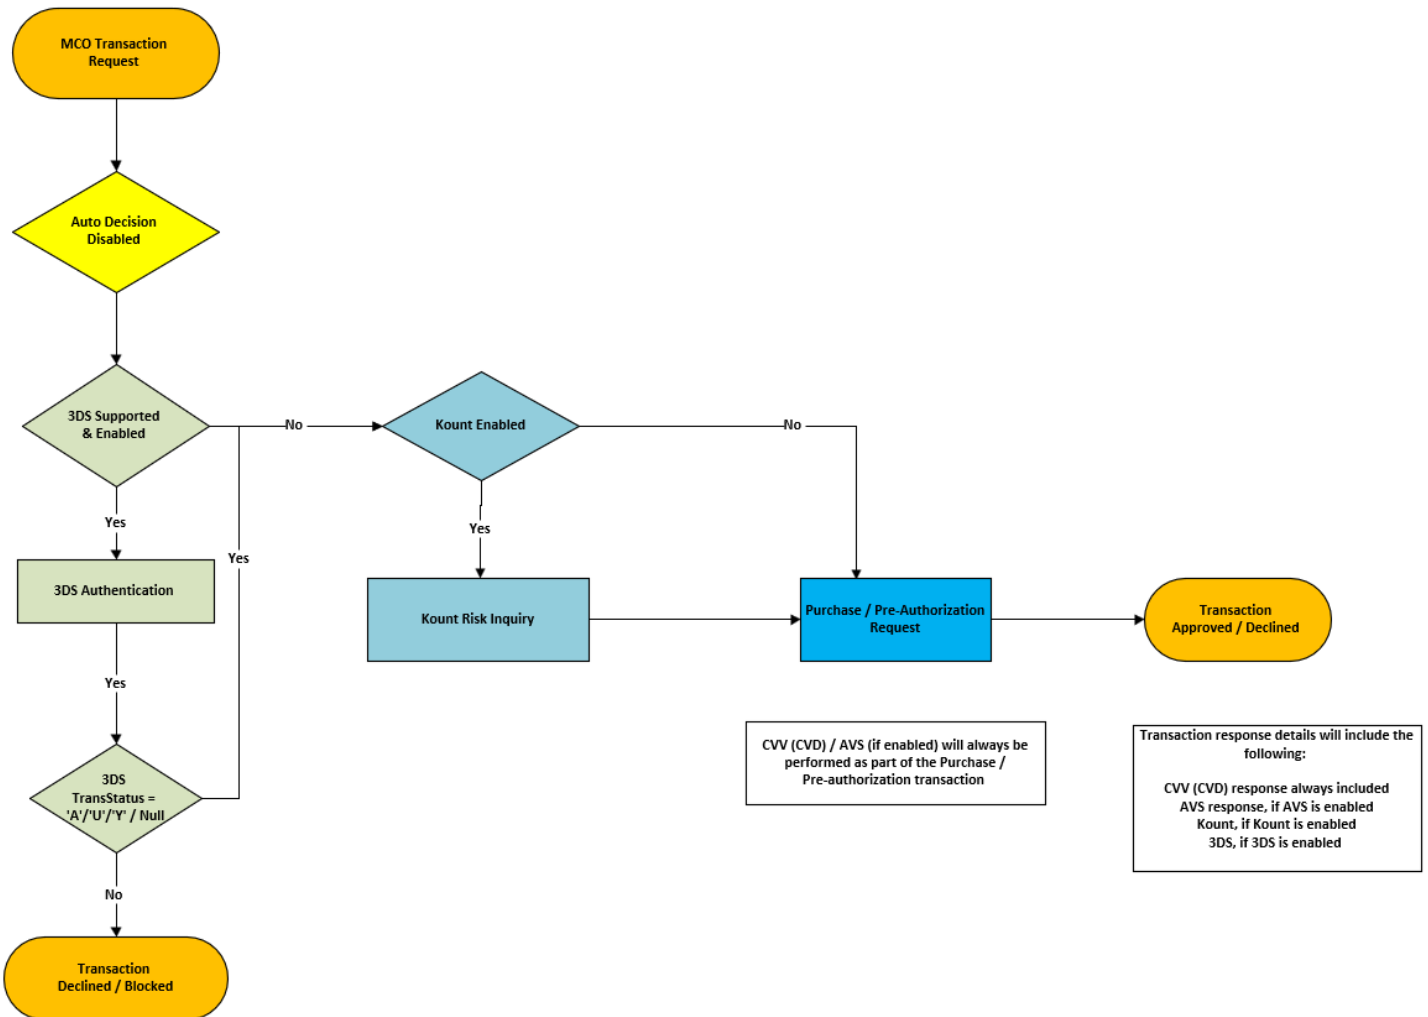 MCO Transaction
Request
Auto Decision
Disabled
3DS Supported
& Enabled
No
Kount Enabled
No
Yes
Yes
Yes
3DS Authentication
Kount Risk Inquiry
Purchase / Pre-Authorization
Request
Transaction
Approved / Declined
Yes
3DS
TransStatus =
'A'/'U'/'Y' / Null
CVV (CVD) / AVS (if enabled) will always be
performed as part of the Purchase /
Pre-authorization transaction
Transaction response details will include the
following:
CVV (CVD) response always included
AVS response, if AVS is enabled
Kount, if Kount is enabled
3DS, if 3DS is enabled
No
Transaction
Declined / Blocked